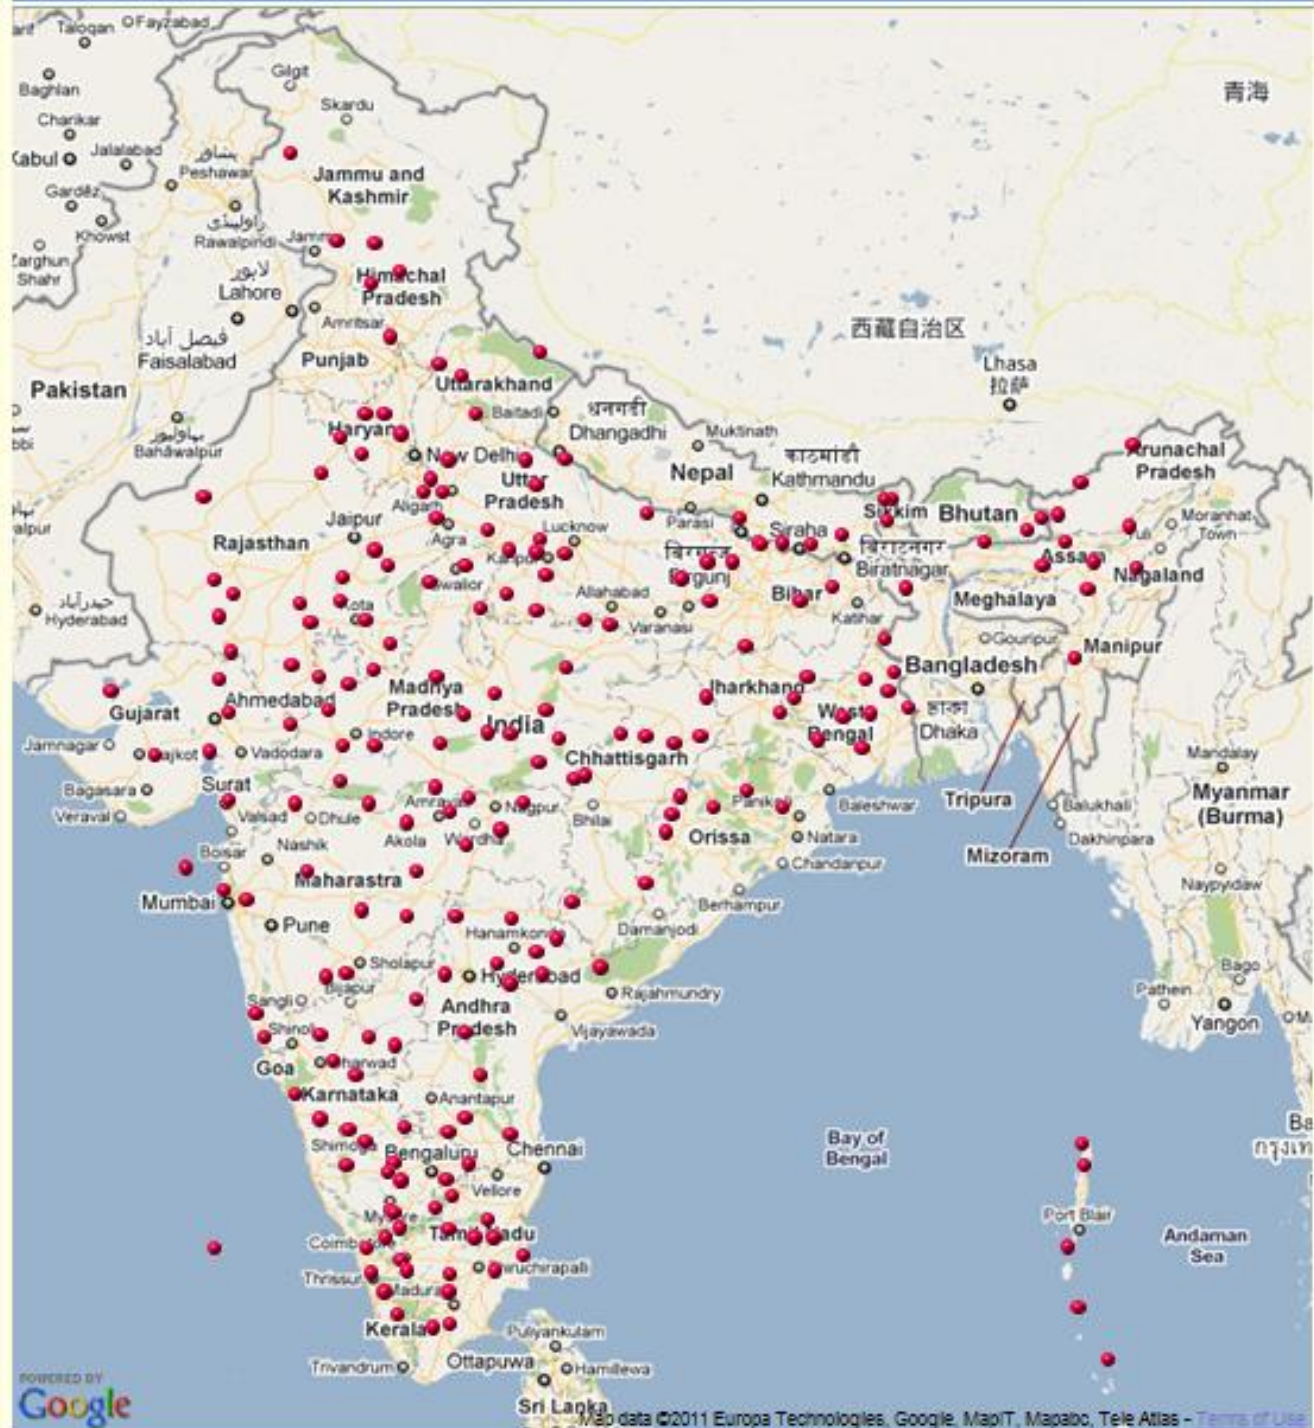 Taloqan
Fayzabad
Baghlan
Gilgit
Skardu
青海
Charikar
Kabul
Jalalabad
پشاور
Peshawar
Jammu and
Kashmir
Gardēz
Khowst
راولپنڈی
Rawalpindi
Zarghun
Shahr
لاہور
Lahore
Himachal
Pradesh
Amritsar
فیصل آباد
Faisalabad
Punjab
西藏自治区
Lhasa
拉萨
Pakistan
Uttarakhand
Baitadi
धनगढी
Dhangadhi
بہاولپور
Bahawalpur
Haryana
Muktinath
Nepal
काठमांडौ
Kathmandu
Arunachal
Pradesh
New Delhi
Uttar
Pradesh
Aligarh
Parasi
Siraha
Sikkim
Bhutan
Moranhat
Town
Jaipur
Rajasthan
Agra
Lucknow
Kanpur
बिरगंज
Birgunj
बिराटनगर
Biratnagar
Assam
Nagaland
Gwalior
حیدرآباد
Hyderabad
Kota
Allahabad
Varanasi
Bihar
Katihar
Meghalaya
Gouripur
Manipur
Bangladesh
Gujarat
Ahmedabad
Madhya
Pradesh
India
Jharkhand
West
Bengal
ঢাকা
Dhaka
Jamnagar
Rajkot
Vadodara
Indore
Chhattisgarh
Mandalay
Bagasara
Surat
Veraval
Valsad
Dhule
Amravati
Nagpur
Bhilai
Baleshwar
Tripura
Balukhali
Myanmar
(Burma)
Boisar
Nashik
Akola
Wardha
Orissa
Natara
Chandanpur
Dakhinpara
Mizoram
Maharastra
Mumbai
Pune
Berhampur
Damanjodi
Naypyidaw
Hanamkonda
Sholapur
Hyderabad
Bijapur
Rajahmundry
Bago
Pathein
Yangon
Sangli
Andhra
Pradesh
Vijayawada
Shinoli
Goa
Dharwad
Karnataka
Anantapur
Shimoga
Bengaluru
Chennai
Vellore
Bay of
Bengal
Mysore
Tamil Nadu
Coimbatore
Port Blair
Andaman
Sea
Thrissur
Tiruchirapalli
Madurai
Kerala
Trivandrum
Ottapuwa
Puliyankulam
Hamillewa
Sri Lanka
POWERED BY
Google
Map data ©2011 Europa Technologies, Google, MapIT, Mapabc, Tele Atlas - Terms of Use